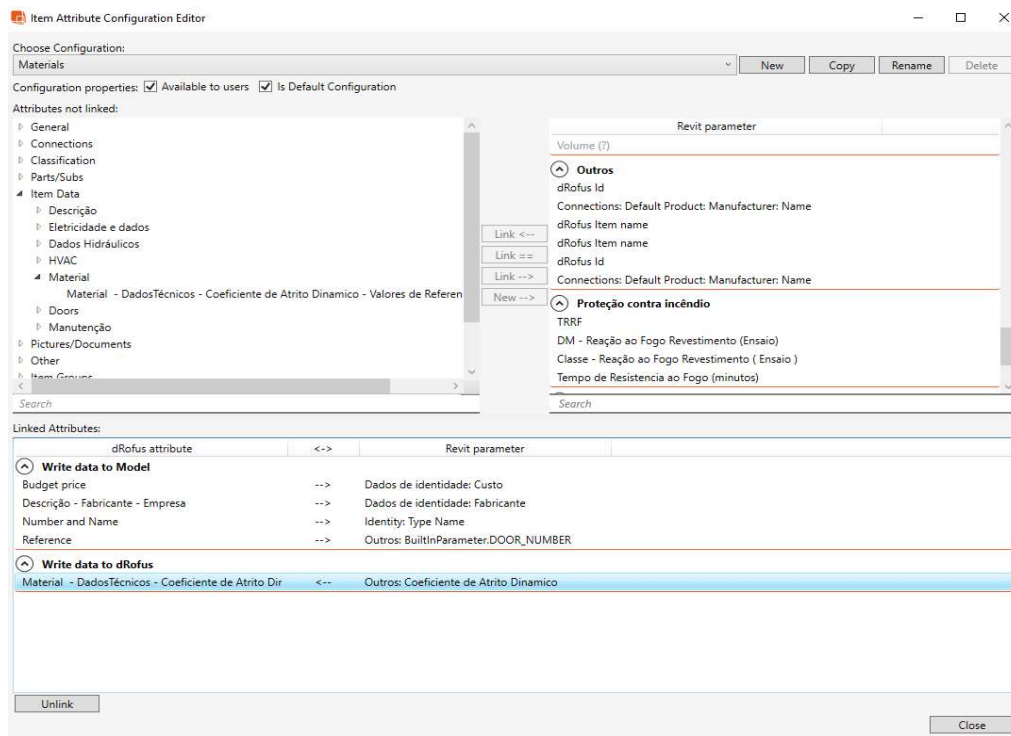 Item Attribute Configuration Editor
Choose Configuration:
Materials
New Copy Rename Delete
Configuration properties: Available to users Is Default Configuration
Attributes not linked:
General
Connections
Classification
Parts/Subs
Item Data
Descrição
Eletricidade e dados
Dados Hidráulicos
HVAC
Material
Material - DadosTécnicos - Coeficiente de Atrito Dinamico - Valores de Referen
Doors
Manutenção
Pictures/Documents
Other
Item Groups
Search
Link <--
Link ==
Link -->
New -->
Revit parameter
Volume (?)
Outros
dRofus Id
Connections: Default Product: Manufacturer: Name
dRofus Item name
dRofus Item name
dRofus Id
Connections: Default Product: Manufacturer: Name
Proteção contra incêndio
TRRF
DM - Reação ao Fogo Revestimento (Ensaio)
Classe - Reação ao Fogo Revestimento ( Ensaio )
Tempo de Resistencia ao Fogo (minutos)
Search
Linked Attributes:
dRofus attribute <-> Revit parameter
Write data to Model
Budget price --> Dados de identidade: Custo
Descrição - Fabricante - Empresa --> Dados de identidade: Fabricante
Number and Name --> Identity: Type Name
Reference --> Outros: BuiltInParameter.DOOR_NUMBER
Write data to dRofus
Material - DadosTécnicos - Coeficiente de Atrito Dir <-- Outros: Coeficiente de Atrito Dinamico
Unlink
Close